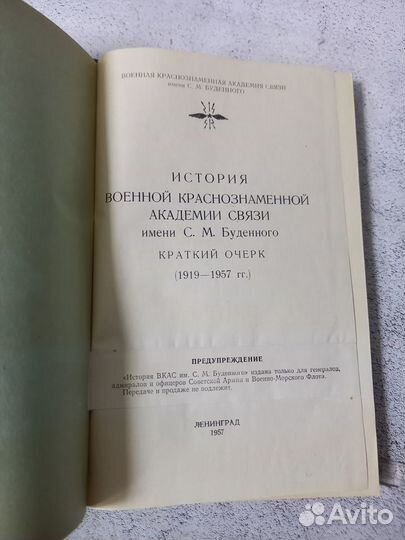 ВОЕННАЯ КРАСНОЗНАМЕННАЯ АКАДЕМИЯ СВЯЗИ
имени С. М. БУДЕННОГО
ИСТОРИЯ
ВОЕННОЙ КРАСНОЗНАМЕННОЙ
АКАДЕМИИ СВЯЗИ
имени С. М. Буденного
КРАТКИЙ ОЧЕРК
(1919—1957 гг.)
ПРЕДУПРЕЖДЕНИЕ
«История ВКАС им. С. М. Буденного» издана только для генералов,
адмиралов и офицеров Советской Армии и Военно-Морского Флота.
Передаче и продаже не подлежит.
ЛЕНИНГРАД
1957
Avito